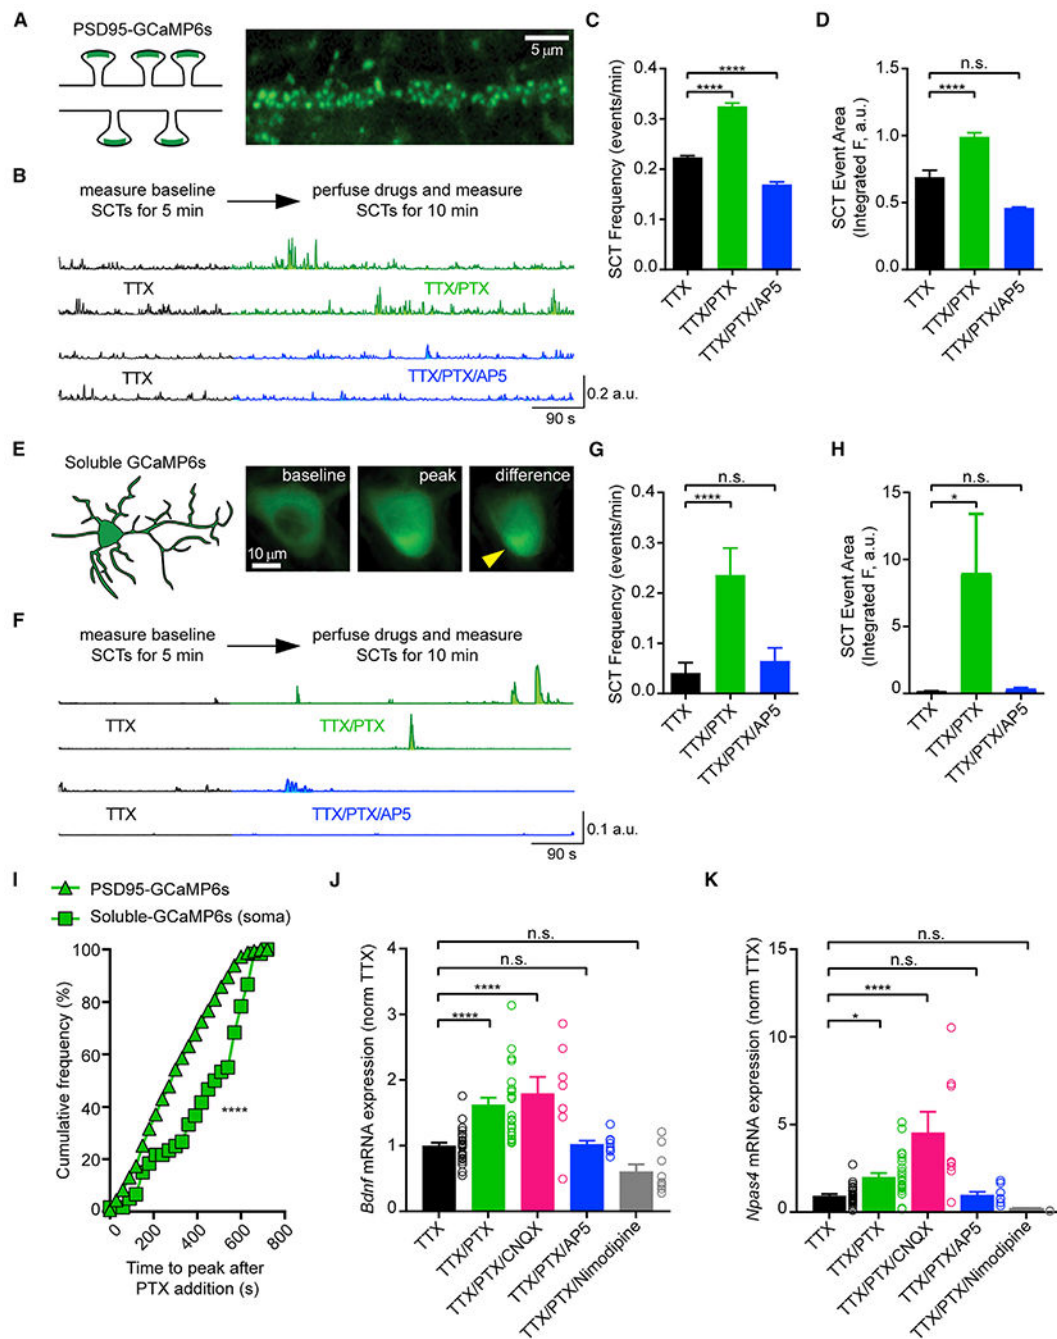 A
PSD95-GCaMP6s
5 μm
B
measure baseline
SCTs for 5 min
perfuse drugs and measure
SCTs for 10 min
TTX
TTX/PTX
TTX
TTX/PTX/AP5
0.2 a.u.
90 s
C
SCT Frequency (events/min)
0.4
0.3
0.2
0.1
0.0
****
****
TTX
TTX/PTX
TTX/PTX/AP5
D
SCT Event Area
(Integrated F, a.u.)
1.5
1.0
0.5
0.0
n.s.
****
TTX
TTX/PTX
TTX/PTX/AP5
E
Soluble GCaMP6s
baseline
peak
difference
10 μm
F
measure baseline
SCTs for 5 min
perfuse drugs and measure
SCTs for 10 min
TTX
TTX/PTX
TTX
TTX/PTX/AP5
0.1 a.u.
90 s
G
SCT Frequency (events/min)
0.4
0.3
0.2
0.1
0.0
n.s.
****
TTX
TTX/PTX
TTX/PTX/AP5
H
SCT Event Area
(Integrated F, a.u.)
15
10
5
0
n.s.
*
TTX
TTX/PTX
TTX/PTX/AP5
I
PSD95-GCaMP6s
Soluble-GCaMP6s (soma)
Cumulative frequency (%)
100
80
60
40
20
0
****
0
200
400
600
800
Time to peak after
PTX addition (s)
J
Bdnf mRNA expression (norm TTX)
4
3
2
1
0
n.s.
n.s.
****
****
TTX
TTX/PTX
TTX/PTX/CNQX
TTX/PTX/AP5
TTX/PTX/Nimodipine
K
Npas4 mRNA expression (norm TTX)
15
10
5
0
n.s.
n.s.
****
*
TTX
TTX/PTX
TTX/PTX/CNQX
TTX/PTX/AP5
TTX/PTX/Nimodipine